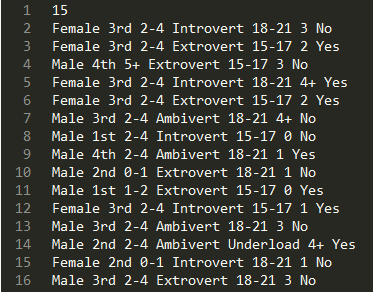 1 15
2 Female 3rd 2-4 Introvert 18-21 3 No
3 Female 3rd 2-4 Extrovert 15-17 2 Yes
4 Male 4th 5+ Extrovert 15-17 3 No
5 Female 3rd 2-4 Introvert 18-21 4+ Yes
6 Female 3rd 2-4 Extrovert 15-17 2 Yes
7 Male 3rd 2-4 Ambivert 18-21 4+ No
8 Male 1st 2-4 Introvert 15-17 0 No
9 Male 4th 2-4 Ambivert 18-21 1 Yes
10 Male 2nd 0-1 Extrovert 18-21 1 No
11 Male 1st 1-2 Extrovert 15-17 0 Yes
12 Female 3rd 2-4 Introvert 15-17 1 Yes
13 Male 3rd 2-4 Ambivert 18-21 3 No
14 Male 2nd 2-4 Ambivert Underload 4+ Yes
15 Female 2nd 0-1 Introvert 18-21 1 No
16 Male 3rd 2-4 Extrovert 18-21 3 No